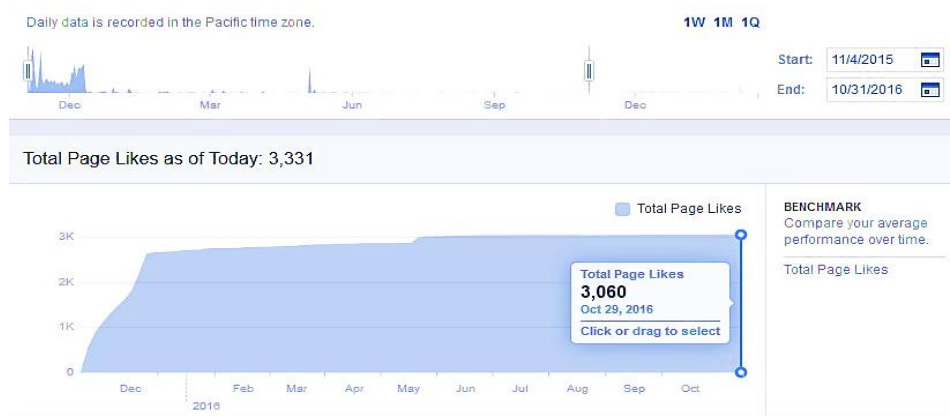 Daily data is recorded in the Pacific time zone.
1W 1M 1Q
Start: 11/4/2015
End: 10/31/2016
Dec Mar Jun Sep Dec
Total Page Likes as of Today: 3,331
Total Page Likes
BENCHMARK
Compare your average
performance over time.
Total Page Likes
3K
2K
1K
0
Total Page Likes
3,060
Oct 29, 2016
Click or drag to select
Dec Feb Mar Apr May Jun Jul Aug Sep Oct
2016